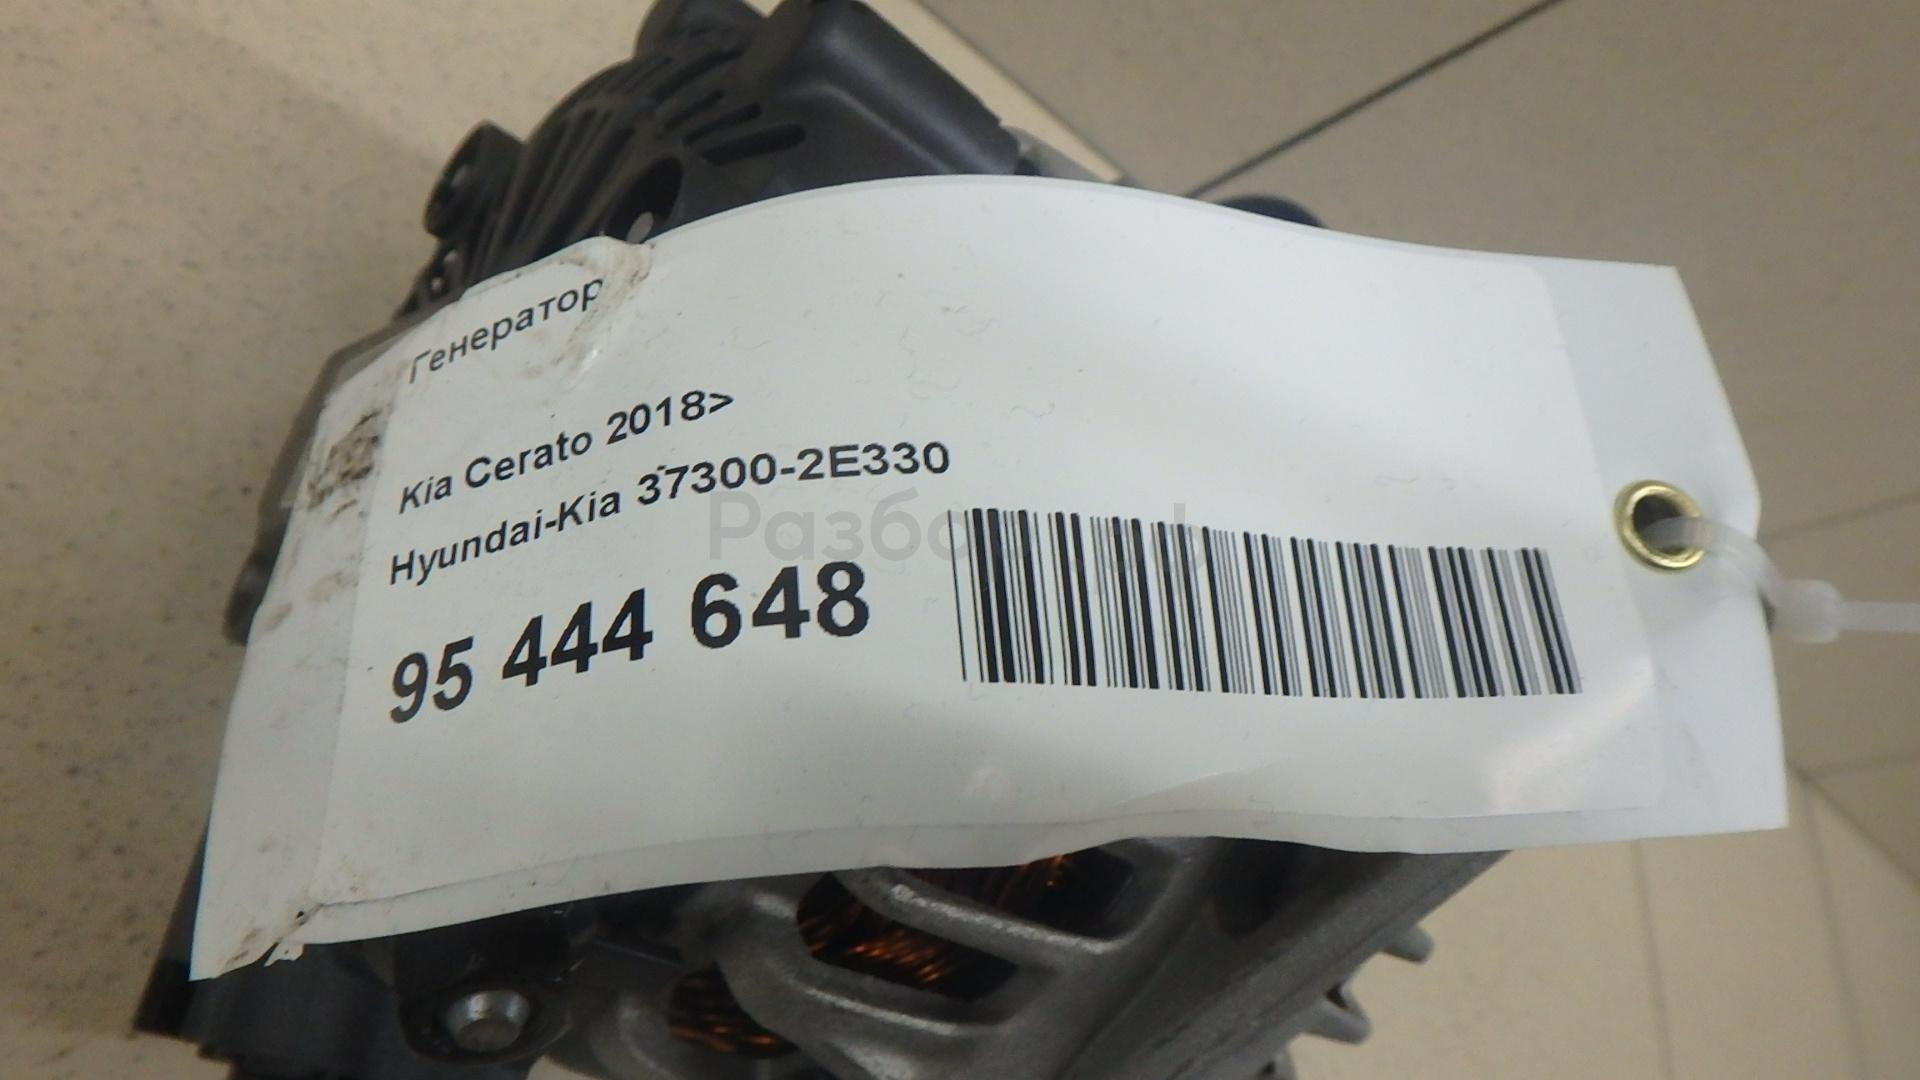 Генератор
Kia Cerato 2018>
Hyundai-Kia 37300-2E330
95 444 648